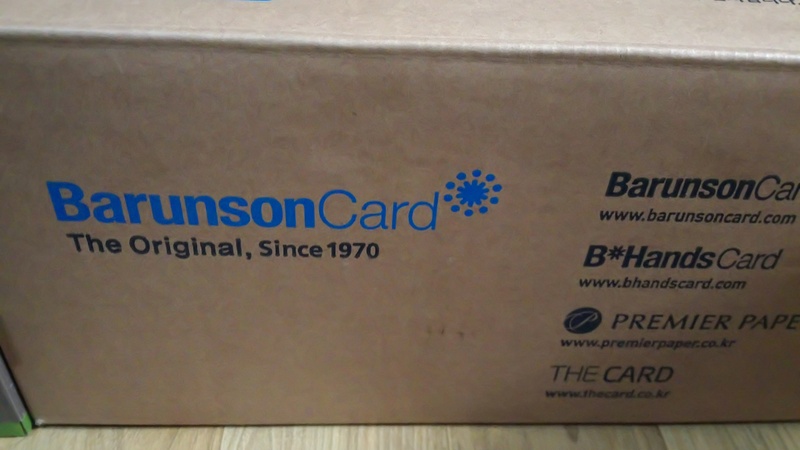 BarunsonCard
The Original, Since 1970
BarunsonCar
www.barunsoncard.com
B*HandsCard
www.bhandscard.com
PREMIER PAPE
www.premierpaper.co.kr
THE CARD
www.thecard.co.kr